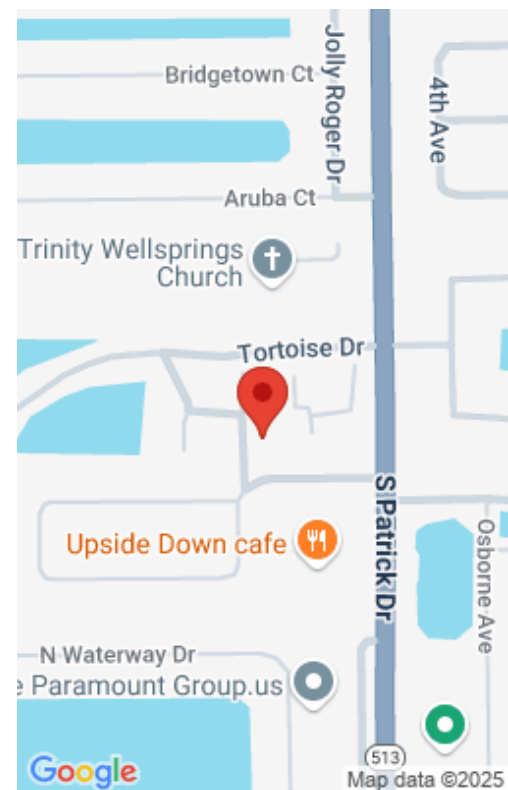 Jolly Roger Dr
Bridgetown Ct
4th Ave
Aruba Ct
Trinity Wellsprings
Church
Tortoise Dr
S Patrick Dr
Upside Down cafe
Osborne Ave
N Waterway Dr
e Paramount Group.us
513
Google
Map data ©2025